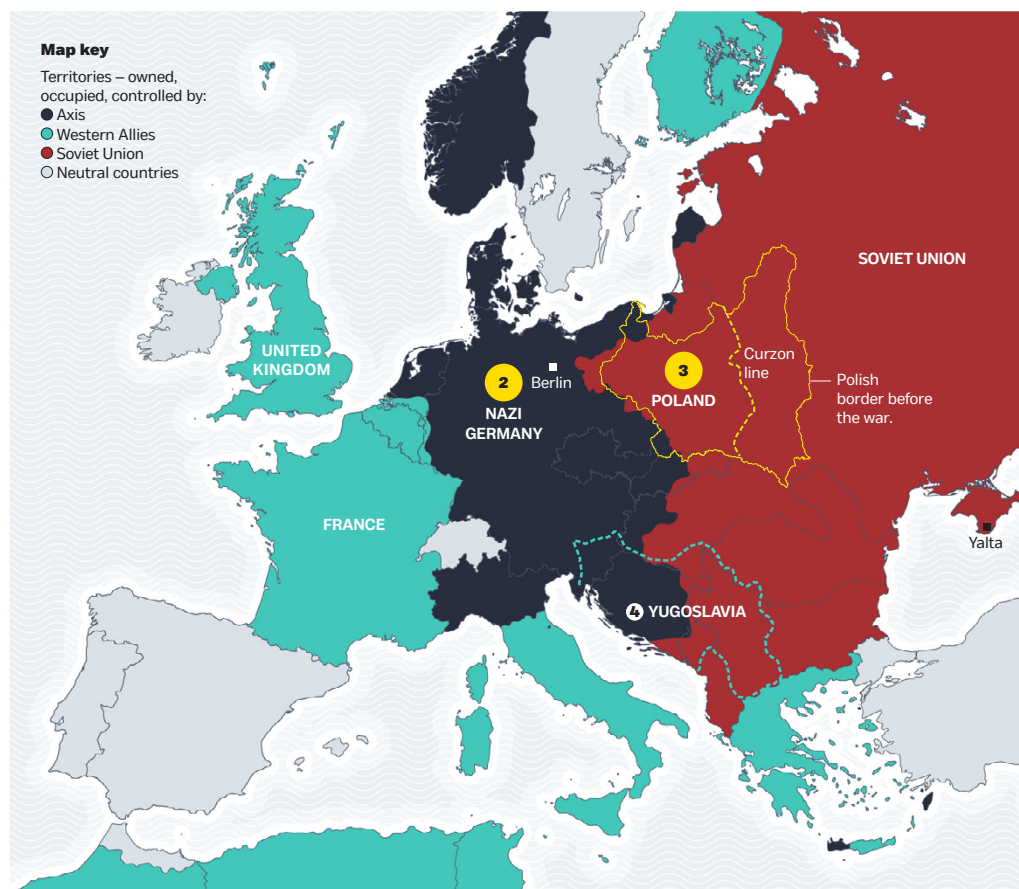 Map key
Territories – owned,
occupied, controlled by:
Axis
Western Allies
Soviet Union
Neutral countries
SOVIET UNION
UNITED
KINGDOM
2
Berlin
NAZI
GERMANY
3
POLAND
Curzon
line
Polish
border before
the war.
FRANCE
Yalta
4 YUGOSLAVIA